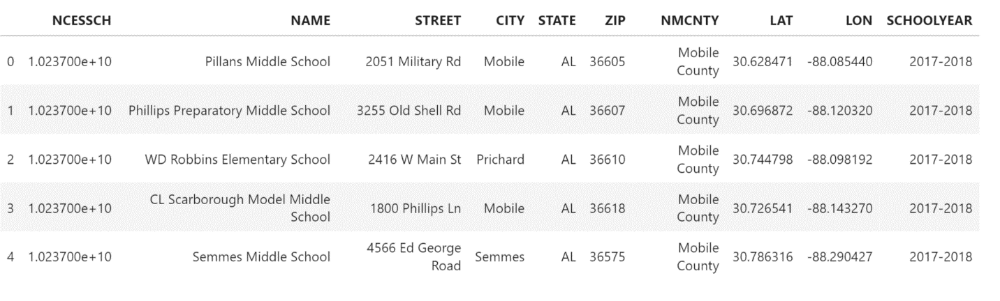 NCESSCH NAME STREET CITY STATE ZIP NMCNTY LAT LON SCHOOLYEAR
0 1.023700e+10 Pillans Middle School 2051 Military Rd Mobile AL 36605 Mobile County 30.628471 -88.085440 2017-2018
1 1.023700e+10 Phillips Preparatory Middle School 3255 Old Shell Rd Mobile AL 36607 Mobile County 30.696872 -88.120320 2017-2018
2 1.023700e+10 WD Robbins Elementary School 2416 W Main St Prichard AL 36610 Mobile County 30.744798 -88.098192 2017-2018
3 1.023700e+10 CL Scarborough Model Middle School 1800 Phillips Ln Mobile AL 36618 Mobile County 30.726541 -88.143270 2017-2018
4 1.023700e+10 Semmes Middle School 4566 Ed George Road Semmes AL 36575 Mobile County 30.786316 -88.290427 2017-2018